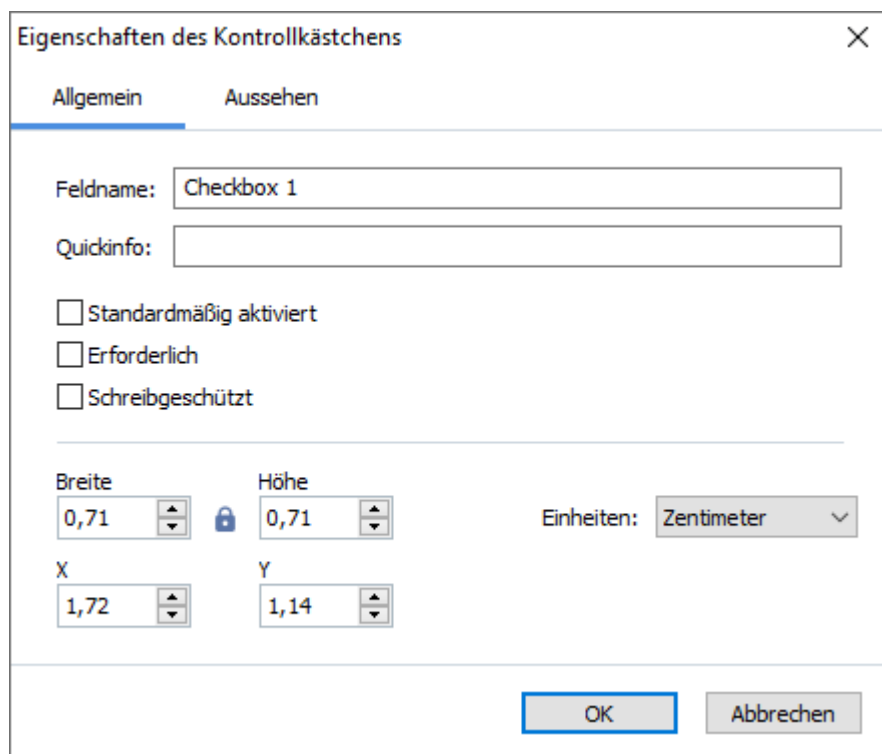 Eigenschaften des Kontrollkästchens
Allgemein Aussehen
Feldname: Checkbox 1
Quickinfo:
Standardmäßig aktiviert
Erforderlich
Schreibgeschützt
Breite Höhe
0,71 0,71 Einheiten: Zentimeter
X Y
1,72 1,14
OK Abbrechen